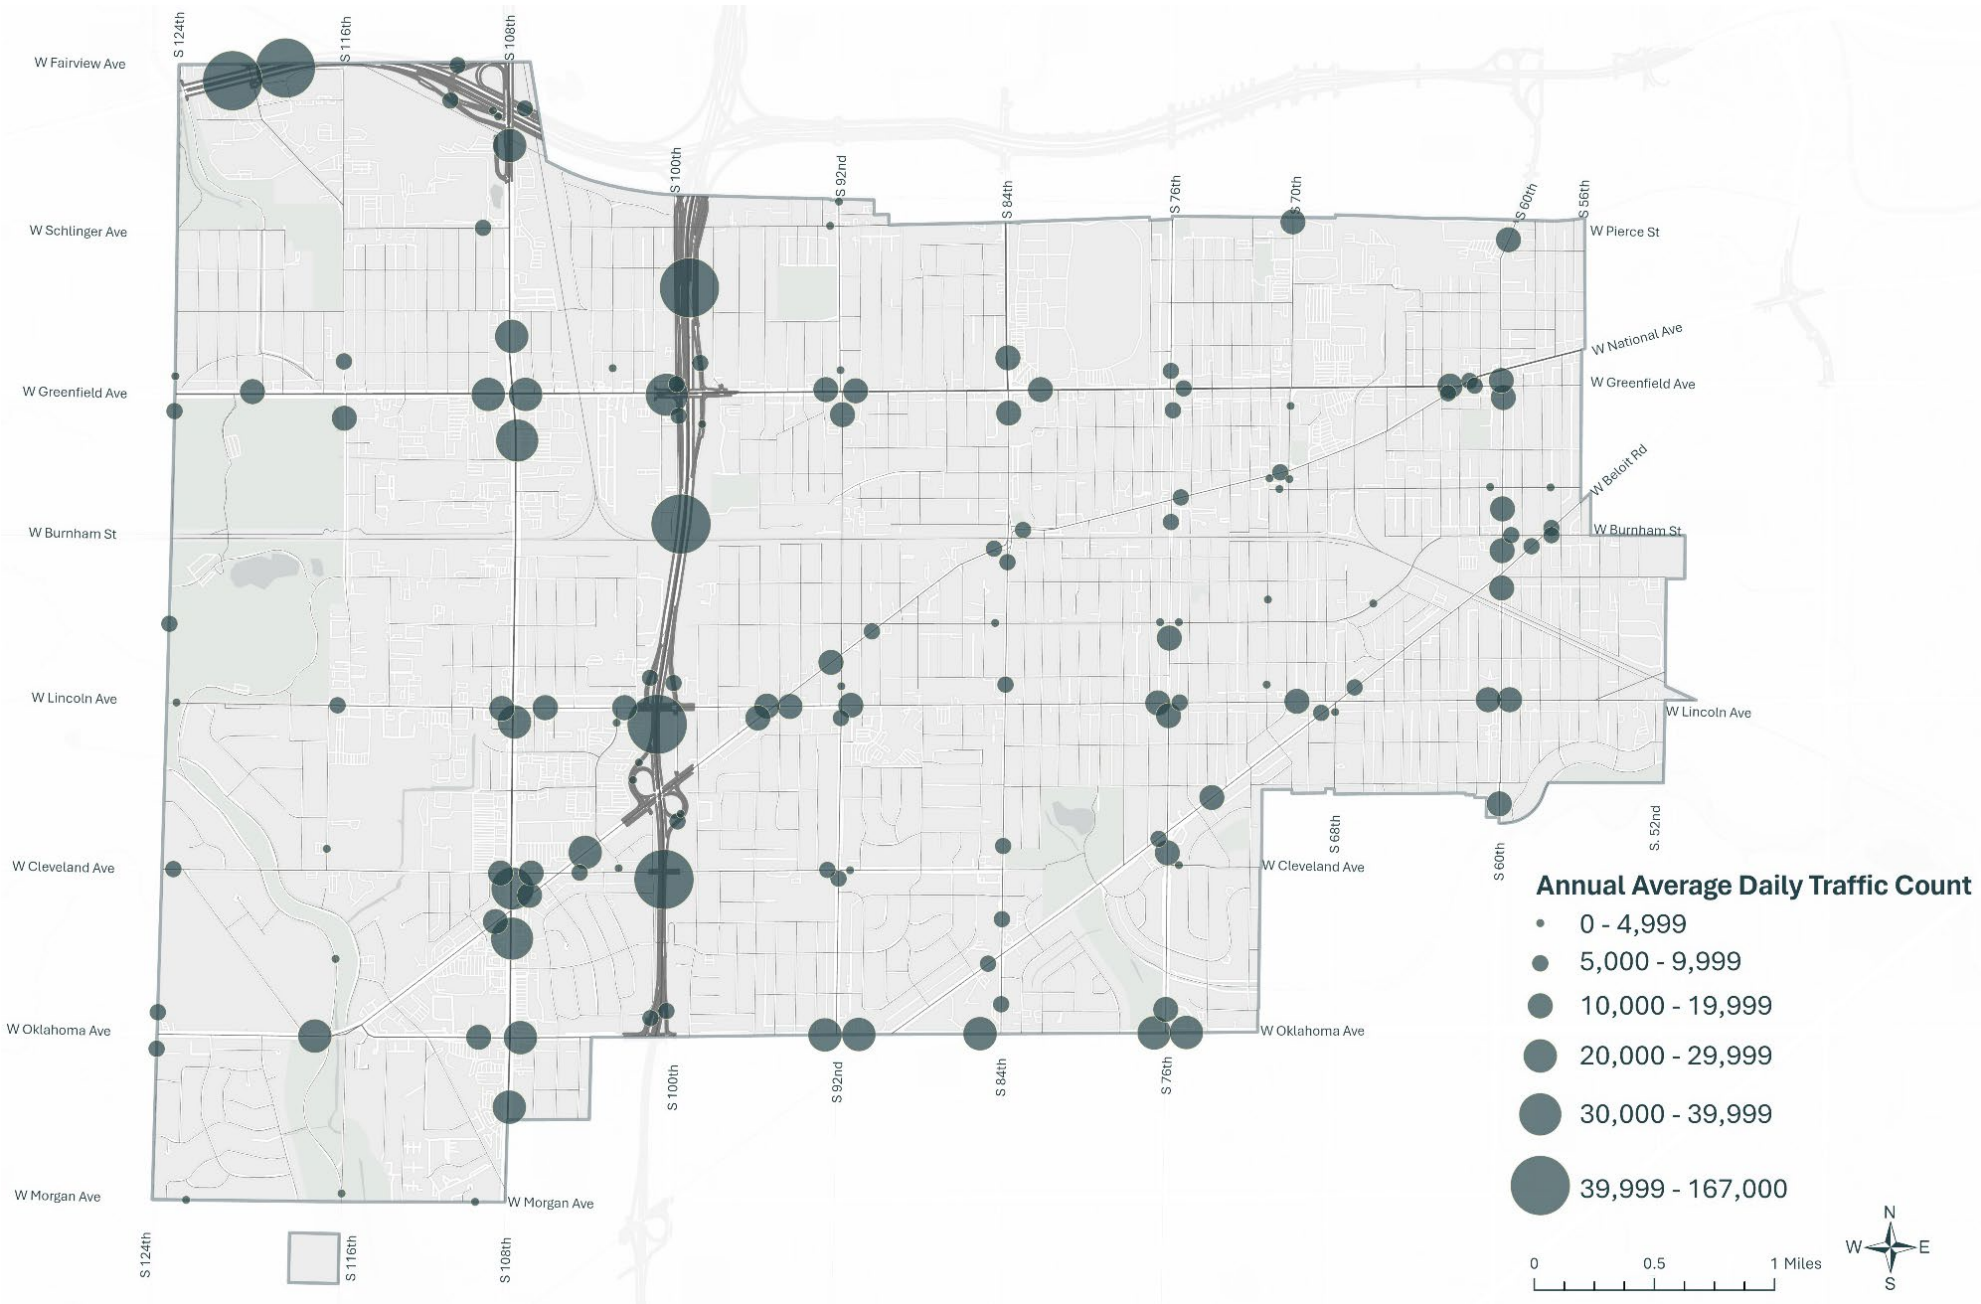 S 124th
S 116th
S 108th
W Fairview Ave
S 100th
S 92nd
S 84th
S 76th
S 70th
S 60th
S 56th
W Schlinger Ave
W Pierce St
W National Ave
W Greenfield Ave
W Greenfield Ave
W Beloit Rd
W Burnham St
W Burnham St
W Lincoln Ave
W Lincoln Ave
S 68th
S 60th
S. 52nd
W Cleveland Ave
W Cleveland Ave
W Oklahoma Ave
W Oklahoma Ave
S 100th
S 92nd
S 84th
S 76th
W Morgan Ave
W Morgan Ave
S 124th
S 116th
S 108th
Annual Average Daily Traffic Count
0 - 4,999
5,000 - 9,999
10,000 - 19,999
20,000 - 29,999
30,000 - 39,999
39,999 - 167,000
0 0.5 1 Miles
N
W E
S